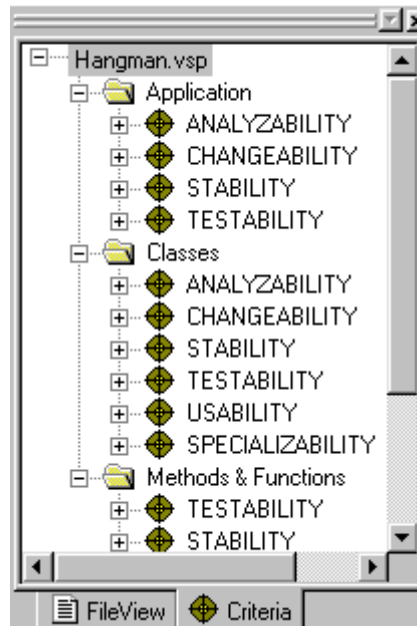 Hangman.vsp
Application
ANALYZABILITY
CHANGEABILITY
STABILITY
TESTABILITY
Classes
ANALYZABILITY
CHANGEABILITY
STABILITY
TESTABILITY
USABILITY
SPECIALIZABILITY
Methods & Functions
TESTABILITY
STABILITY
FileView Criteria